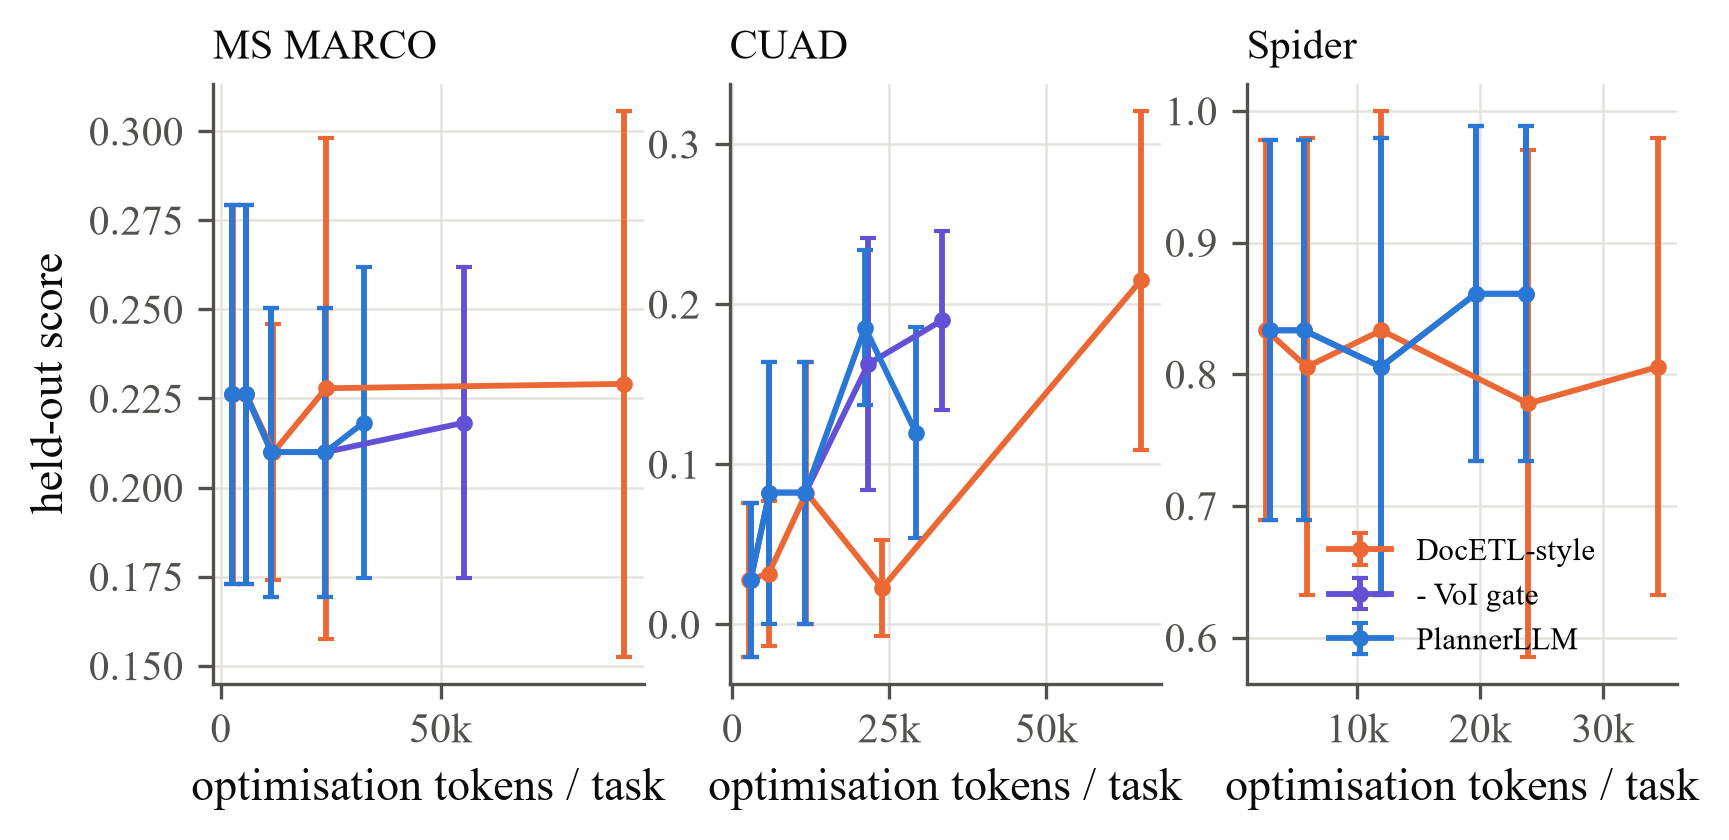 MS MARCO
CUAD
Spider
held-out score
0.300
0.275
0.250
0.225
0.200
0.175
0.150
0
50k
optimisation tokens / task
0.3
0.2
0.1
0.0
0
25k
50k
optimisation tokens / task
1.0
0.9
0.8
0.7
0.6
10k
20k
30k
optimisation tokens / task
DocETL-style
- VoI gate
PlannerLLM